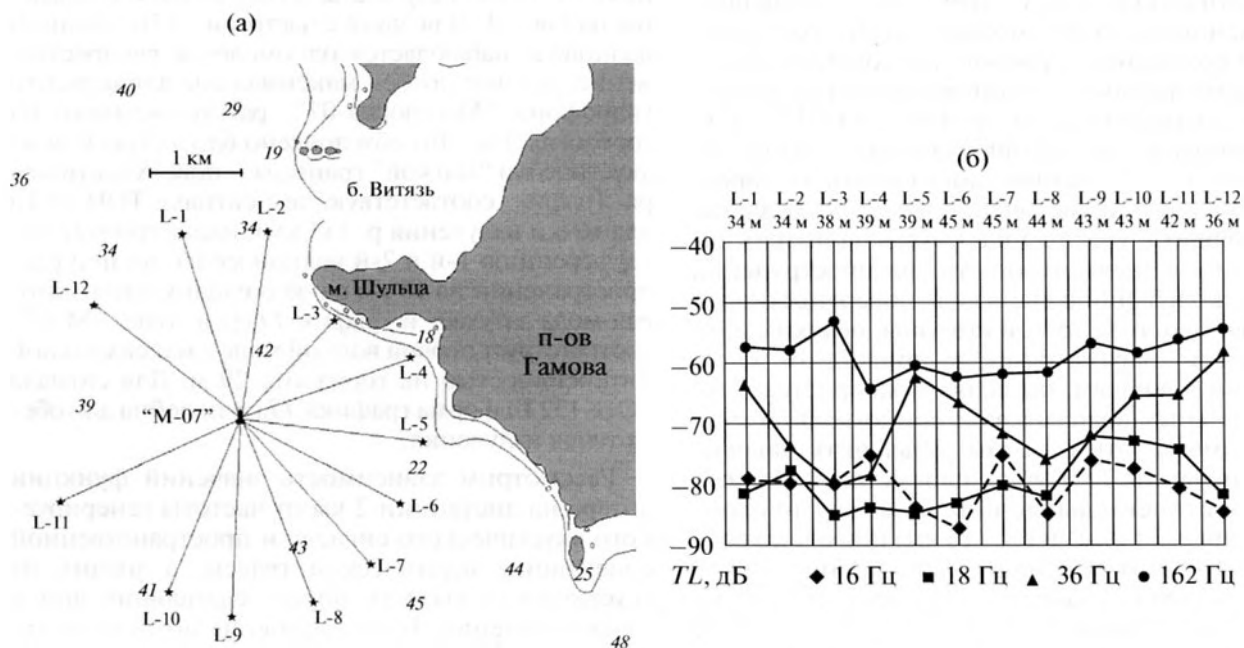 (а)
40
29
19
1 км
36
б. Витязь
L-1
L-2
34
34
L-12
м. Шульца
L-3
18
п-ов
Гамова
42
L-4
39
"М-07"
L-5
22
L-11
L-6
43
L-7
44
25
41
L-10
L-9
L-8
45
48
(б)
L-1 L-2 L-3 L-4 L-5 L-6 L-7 L-8 L-9 L-10 L-11 L-12
34 м 34 м 38 м 39 м 39 м 45 м 45 м 44 м 43 м 43 м 42 м 36 м
−40
−50
−60
−70
−80
−90
TL, дБ ◆ 16 Гц ■ 18 Гц ▲ 36 Гц ● 162 Гц